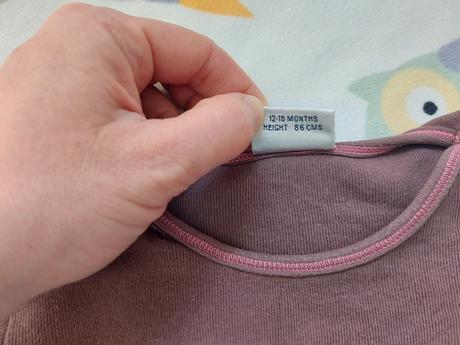 12-18 MONTHS
HEIGHT 86 CMS